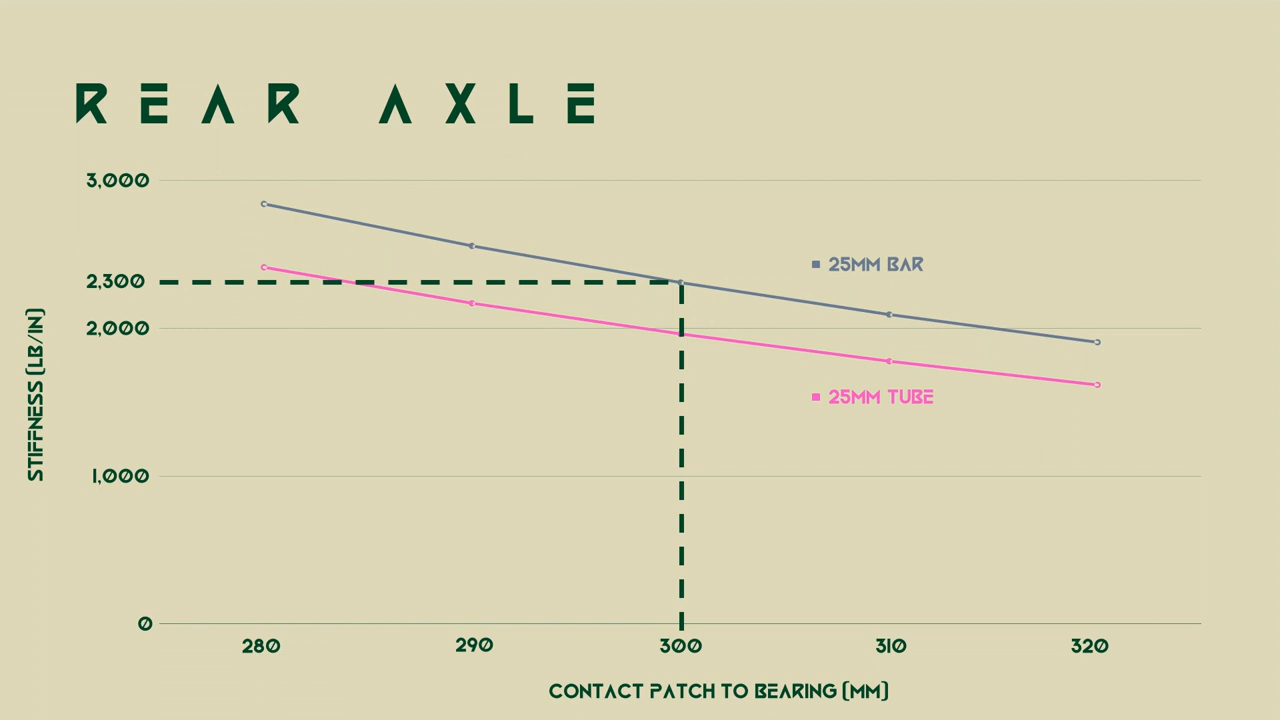 REAR AXLE
3,000
2,300
2,000
1,000
0
STIFFNESS (LB/IN)
25MM BAR
25MM TUBE
280 290 300 310 320
CONTACT PATCH TO BEARING (MM)